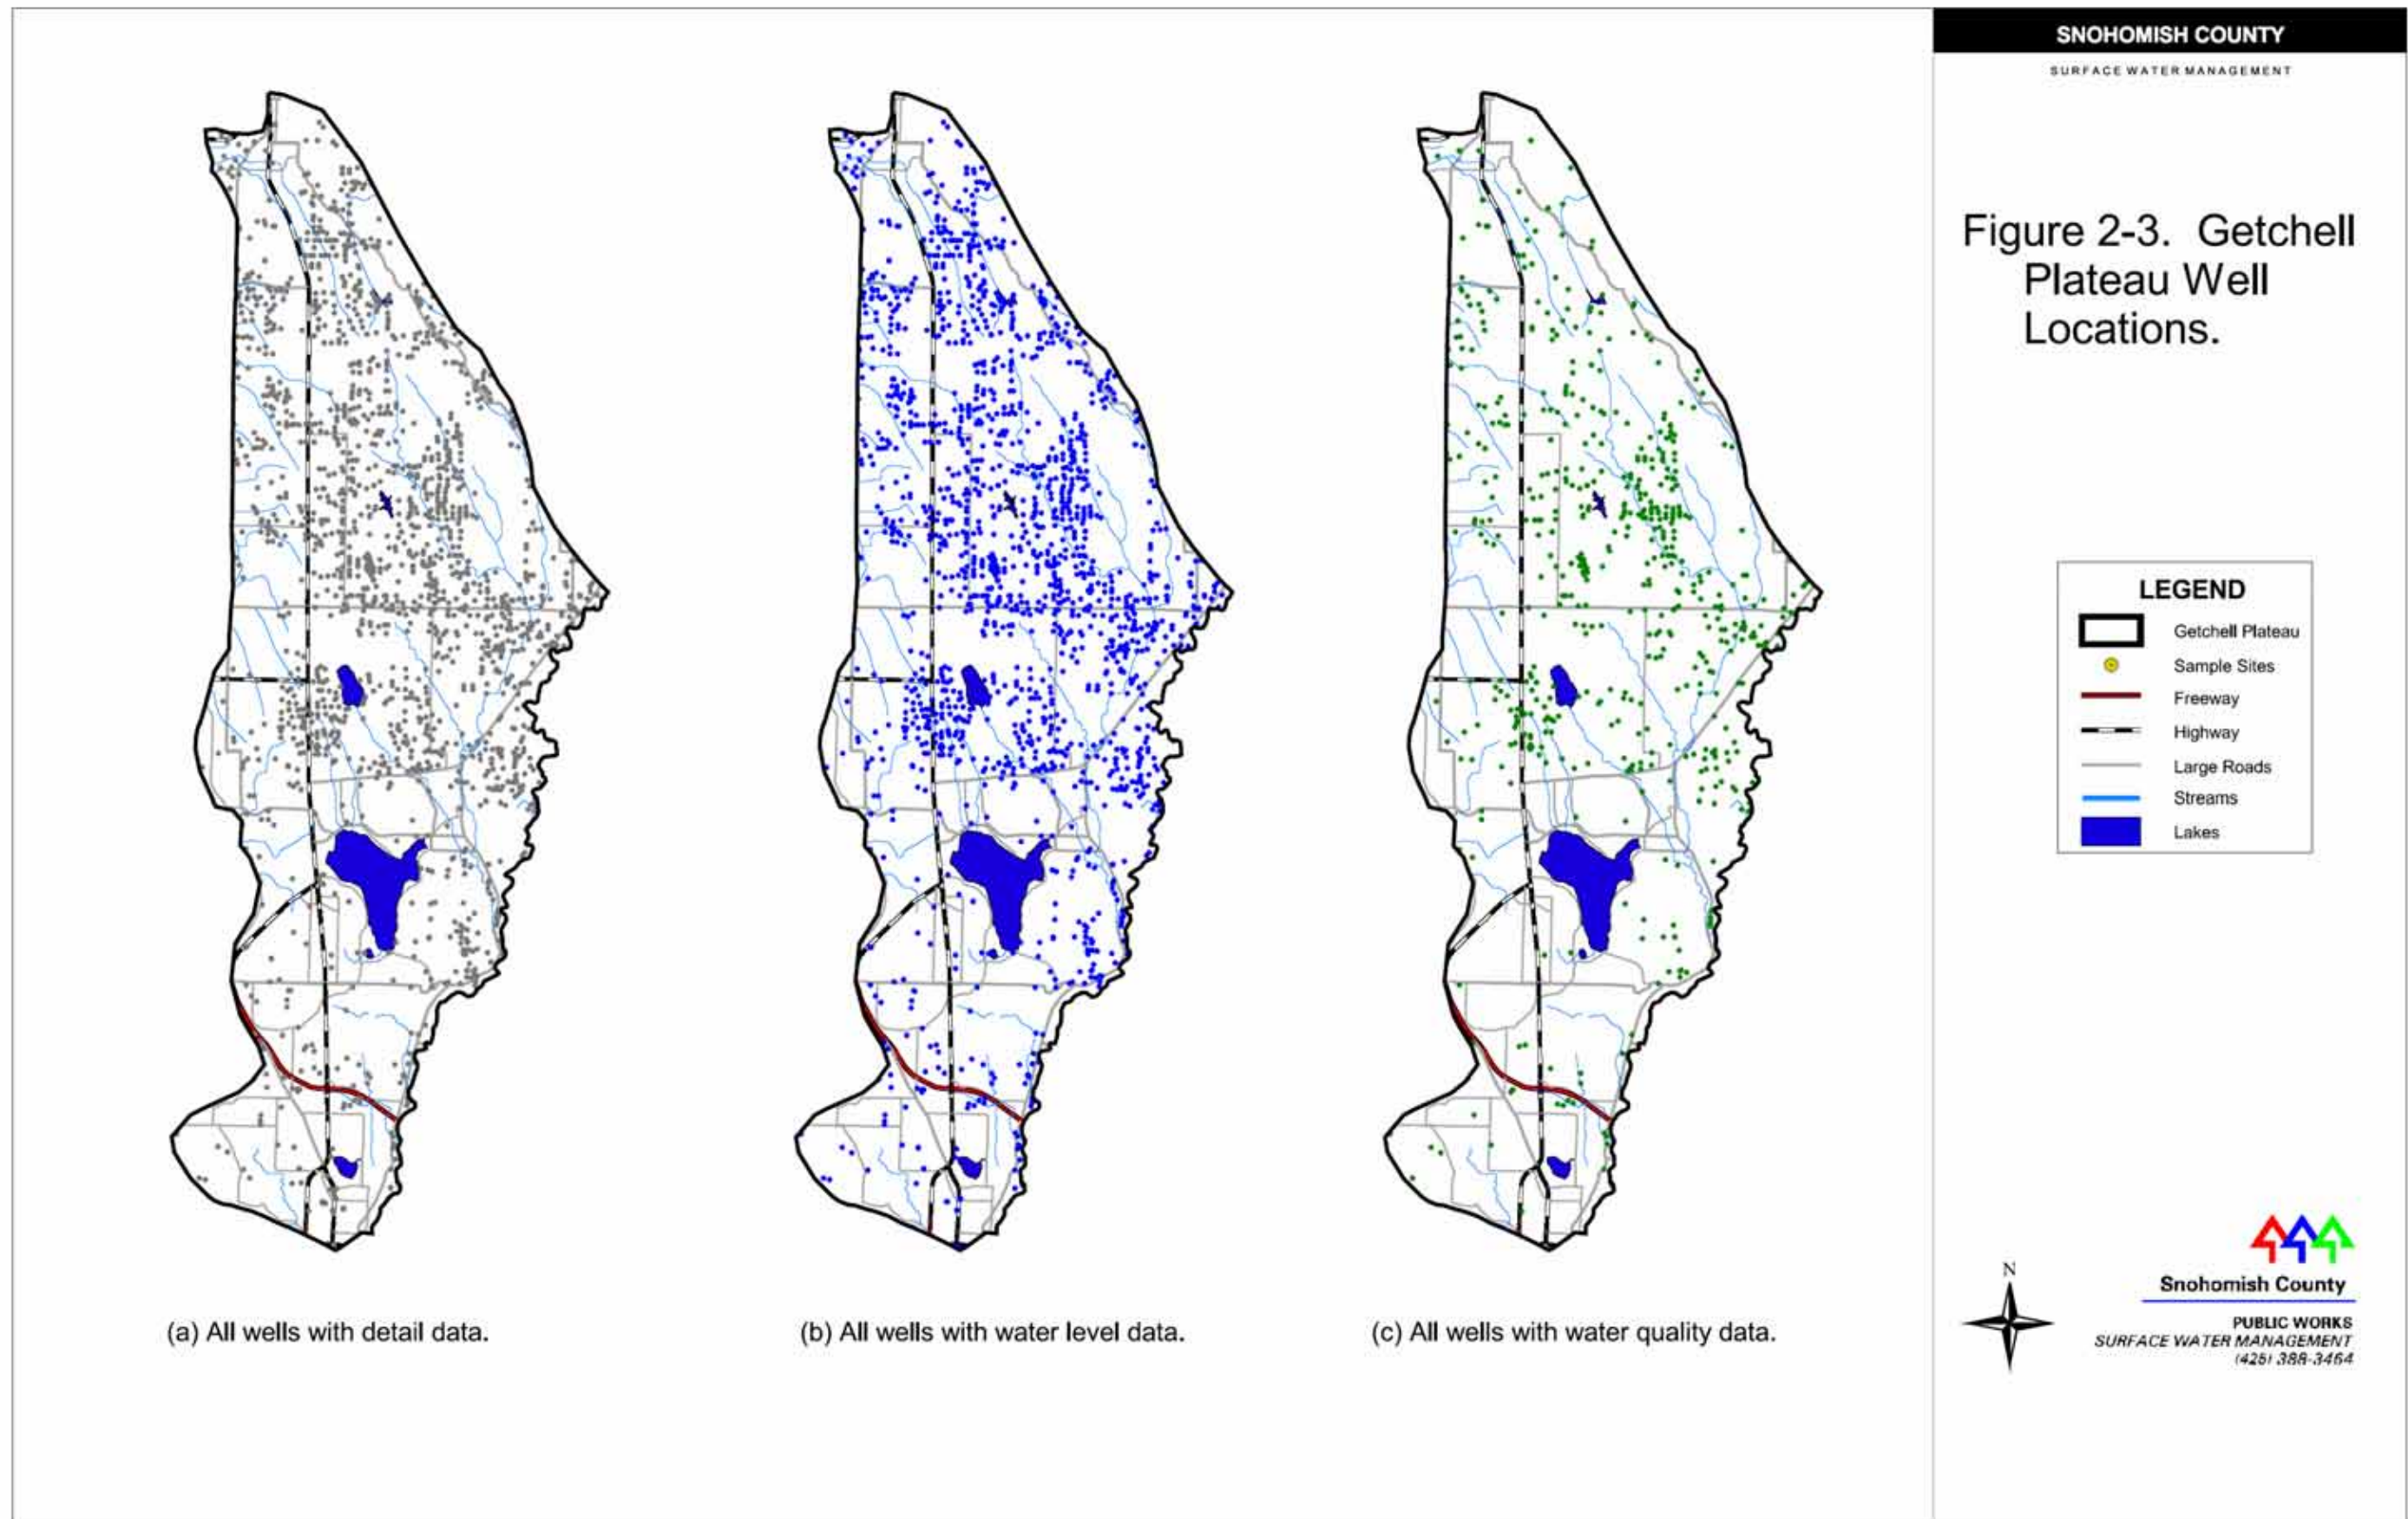 SNOHOMISH COUNTY
SURFACE WATER MANAGEMENT
Figure 2-3. Getchell
Plateau Well
Locations.
LEGEND
Getchell Plateau
Sample Sites
Freeway
Highway
Large Roads
Streams
Lakes
(a) All wells with detail data.
(b) All wells with water level data.
(c) All wells with water quality data.
N
Snohomish County
PUBLIC WORKS
SURFACE WATER MANAGEMENT
(425) 388-3464